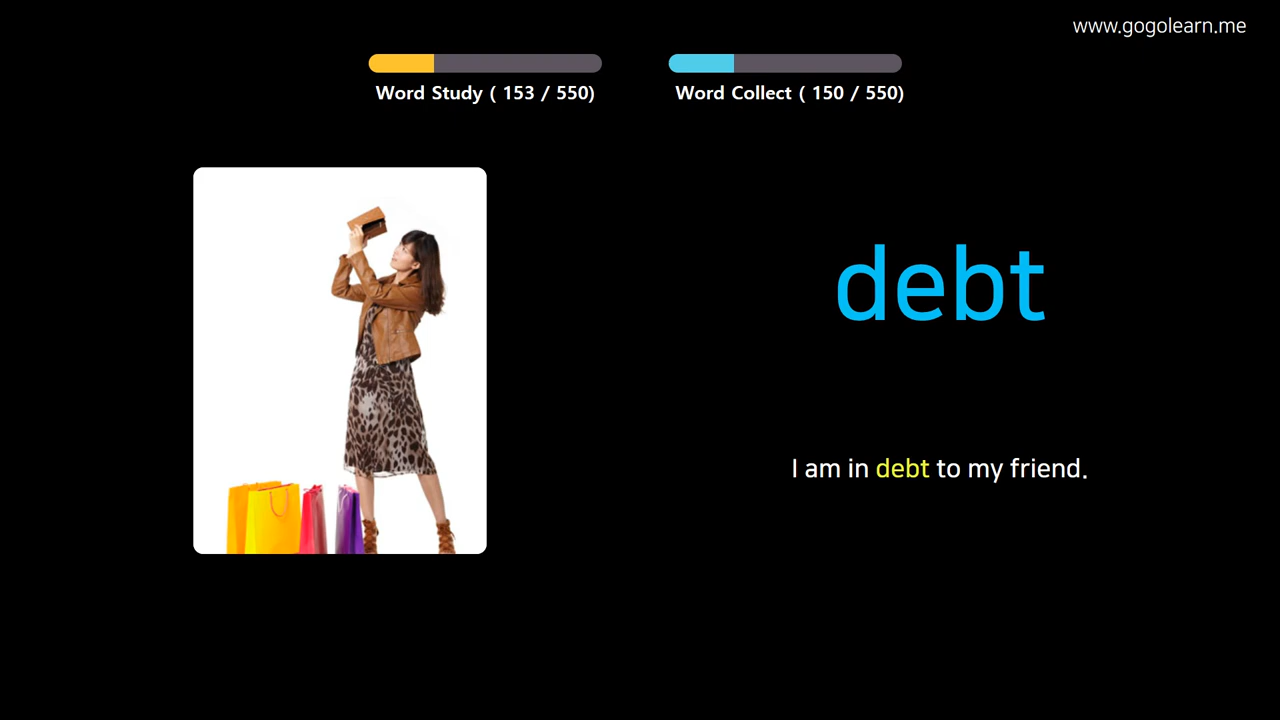 www.gogolearn.me
Word Study ( 153 / 550)
Word Collect ( 150 / 550)
debt
I am in debt to my friend.